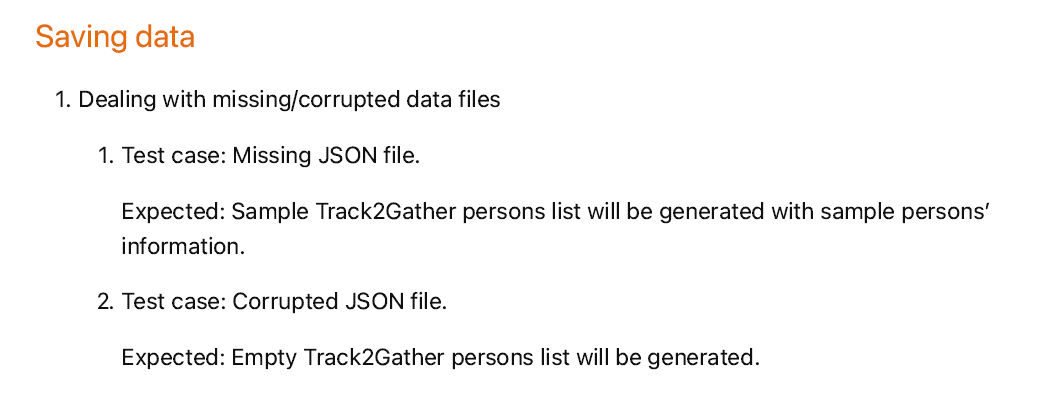 Saving data
1. Dealing with missing/corrupted data files
1. Test case: Missing JSON file.
Expected: Sample Track2Gather persons list will be generated with sample persons’
information.
2. Test case: Corrupted JSON file.
Expected: Empty Track2Gather persons list will be generated.